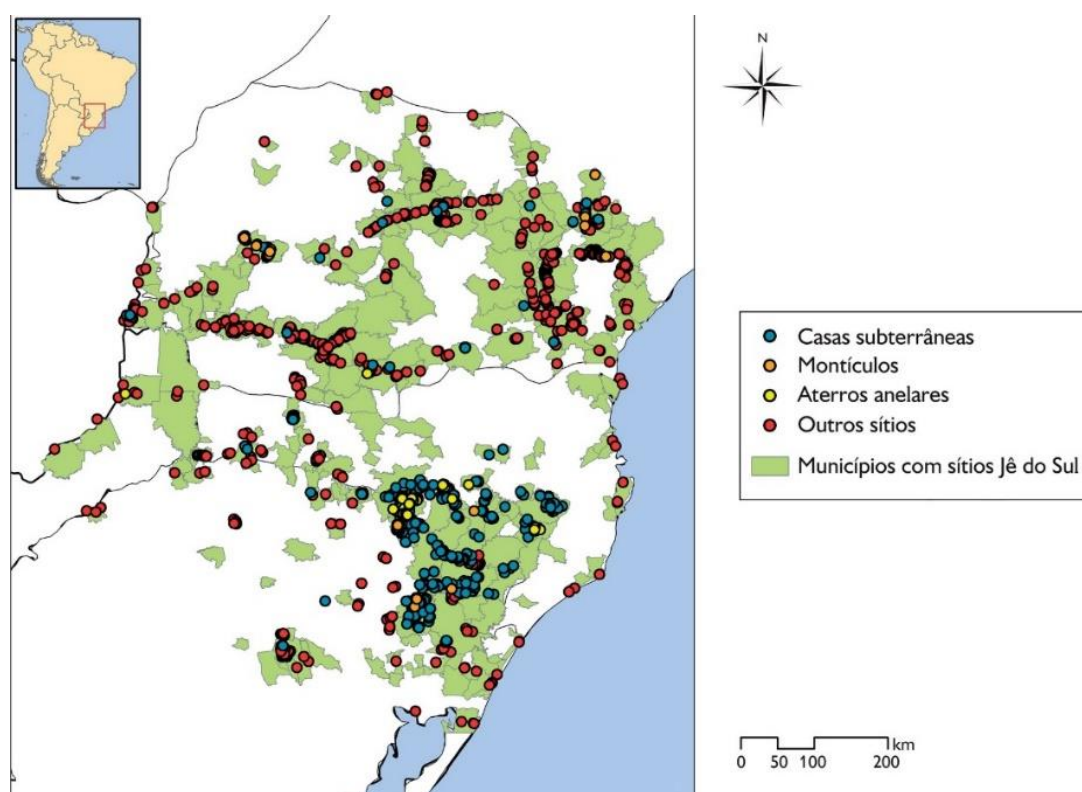 N
Casas subterrâneas
Montículos
Aterros anelares
Outros sítios
Municípios com sítios Jê do Sul
km
0 50 100 200